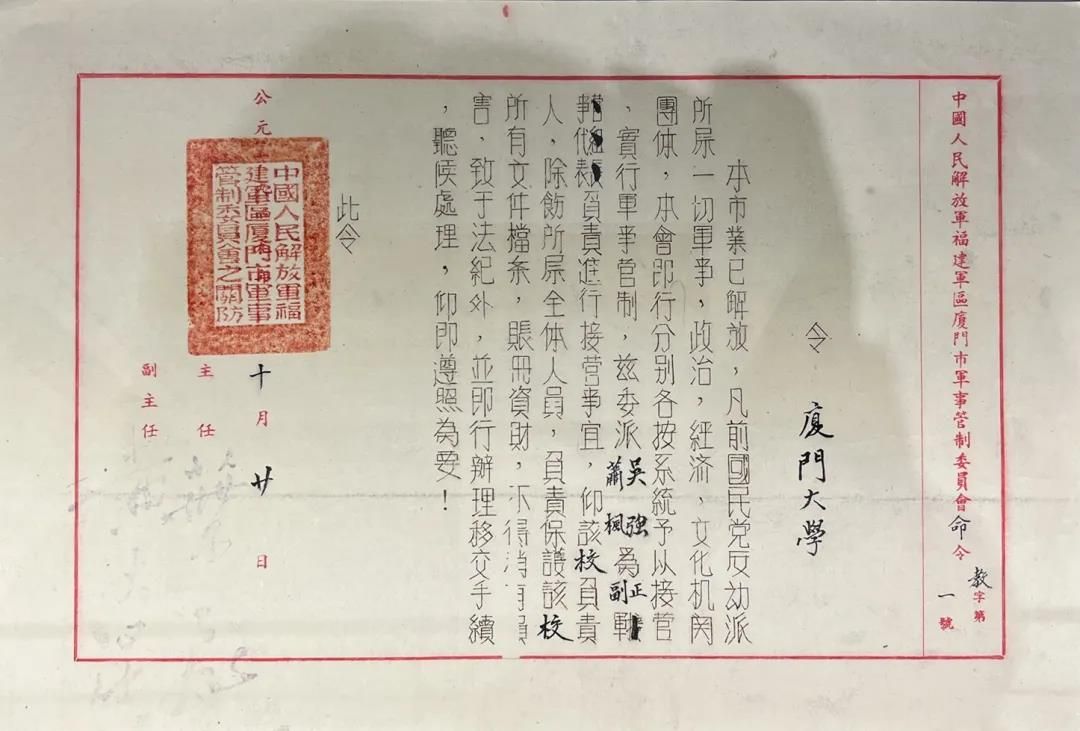 中國人民解放軍福建軍區廈門市軍事管制委員會命令
教字第一號
令 廈門大學
本市業已解放,凡前國民党反动派
所属一切軍事,政治,經济,文化机関
團体,本會即行分别各按系統予以接管
,實行軍事管制,兹委派吳強蕭楓為正副軍
事代表負責進行接管事宜,仰該校負責
人,除飭所属全体人員,負責保護該校
所有文件檔案,賬冊資財,不得稍有損
害,致于法紀外,並即行辦理移交手續
,聽候處理,仰即遵照為要!
此令
公元
十月廿日
中國人民解放軍福
建軍區廈門市軍事
管制委員會之關防
主任
副主任